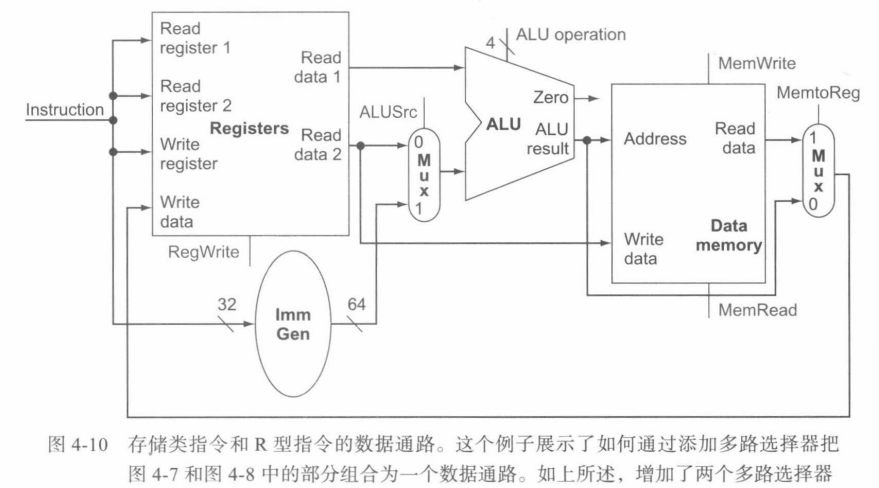 Read
register 1
Read
register 2
Instruction
Registers
Write
register
Write
data
Read
data 1
Read
data 2
RegWrite
ALUSrc
0
Mux
1
32
Imm
Gen
64
4
ALU operation
Zero
ALU
ALU
result
MemWrite
Address
Read
data
Write
data
Data
memory
MemRead
MemtoReg
1
Mux
0
图 4-10 存储类指令和 R 型指令的数据通路。这个例子展示了如何通过添加多路选择器把
图 4-7 和图 4-8 中的部分组合为一个数据通路。如上所述，增加了两个多路选择器